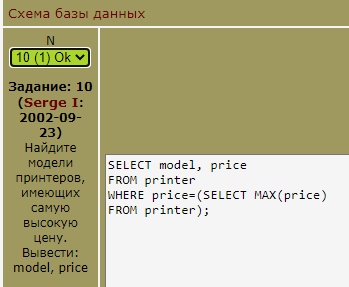 Схема базы данных
N
10 (1) Ok
Задание: 10
(Serge I:
2002-09-
23)
Найдите
модели
принтеров,
имеющих
самую
высокую
цену.
Вывести:
model, price
SELECT model, price
FROM printer
WHERE price=(SELECT MAX(price)
FROM printer);